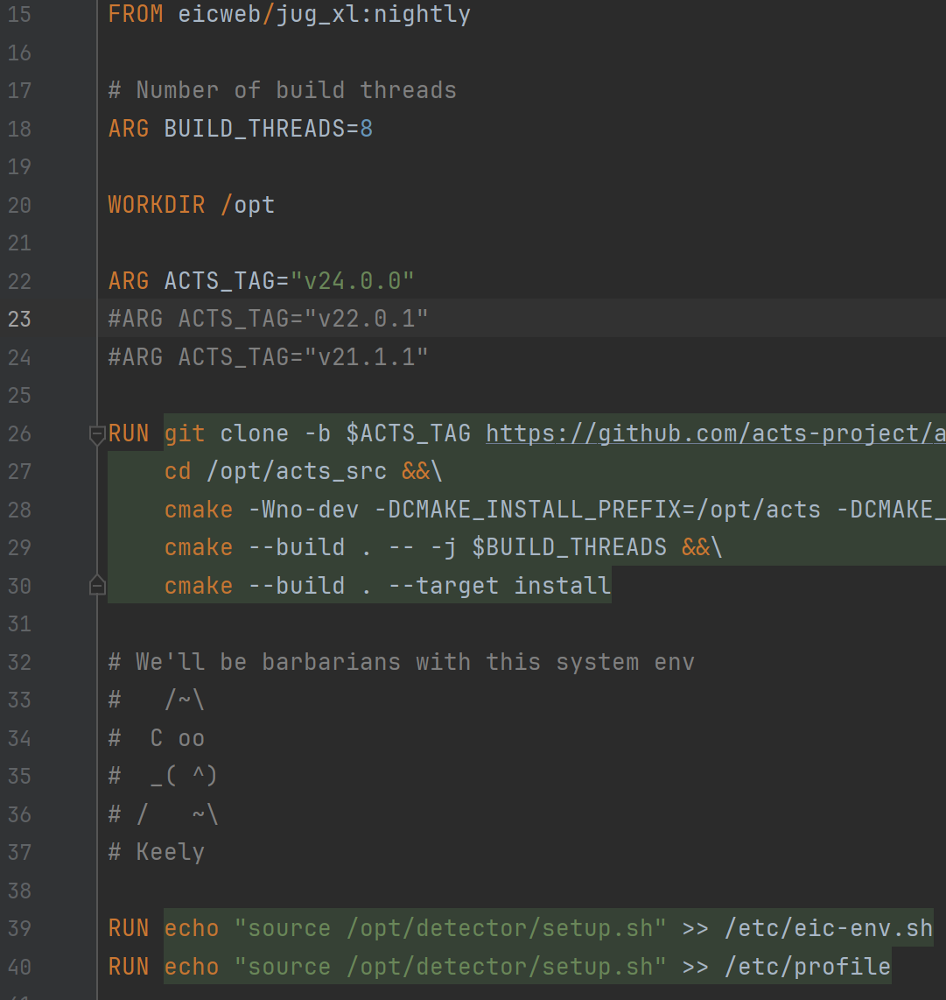 15 FROM eicweb/jug_xl:nightly
16
17 # Number of build threads
18 ARG BUILD_THREADS=8
19
20 WORKDIR /opt
21
22 ARG ACTS_TAG="v24.0.0"
23 #ARG ACTS_TAG="v22.0.1"
24 #ARG ACTS_TAG="v21.1.1"
25
26 RUN git clone -b $ACTS_TAG https://github.com/acts-project/a
27     cd /opt/acts_src &&\
28     cmake -Wno-dev -DCMAKE_INSTALL_PREFIX=/opt/acts -DCMAKE_
29     cmake --build . -- -j $BUILD_THREADS &&\
30     cmake --build . --target install
31
32 # We'll be barbarians with this system env
33 #   /~\
34 #  C oo
35 #  _( ^)
36 # /   ~\
37 # Keely
38
39 RUN echo "source /opt/detector/setup.sh" >> /etc/eic-env.sh
40 RUN echo "source /opt/detector/setup.sh" >> /etc/profile